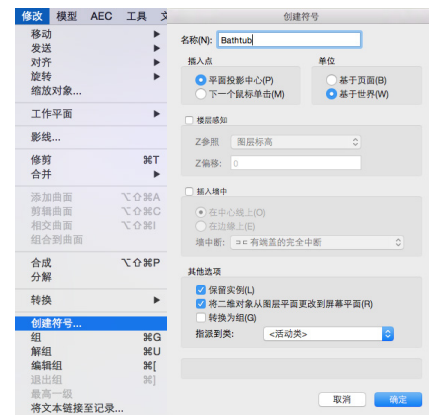 修改 模型 AEC 工具
移动
发送
对齐
旋转
缩放对象...
工作平面
影线...
修剪 ⌘T
合并
添加曲面 ⌥⇧⌘A
剪辑曲面 ⌥⇧⌘C
相交曲面 ⌥⇧⌘I
组合到曲面
合成 ⌥⇧⌘P
分解
转换
创建符号...
组 ⌘G
解组 ⌘U
编辑组 ⌘[
退出组 ⌘]
最高一级
将文本链接至记录...
创建符号
名称(N): Bathtub
插入点
平面投影中心(P)
下一个鼠标单击(M)
单位
基于页面(B)
基于世界(W)
楼层感知
Z参照 图层标高
Z偏移: 0
插入墙中
在中心线上(O)
在边缘上(E)
墙中断: 有端盖的完全中断
其他选项
保留实例(L)
将二维对象从图层平面更改到屏幕平面(R)
转换为组(G)
指派到类: <活动类>
取消 确定